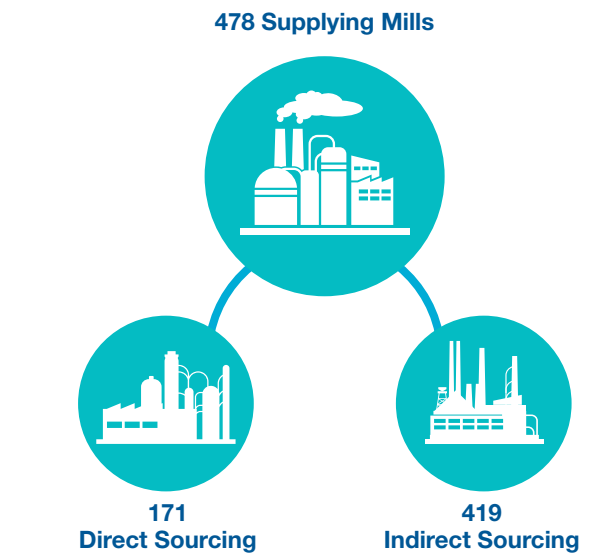 478 Supplying Mills
171
Direct Sourcing
419
Indirect Sourcing